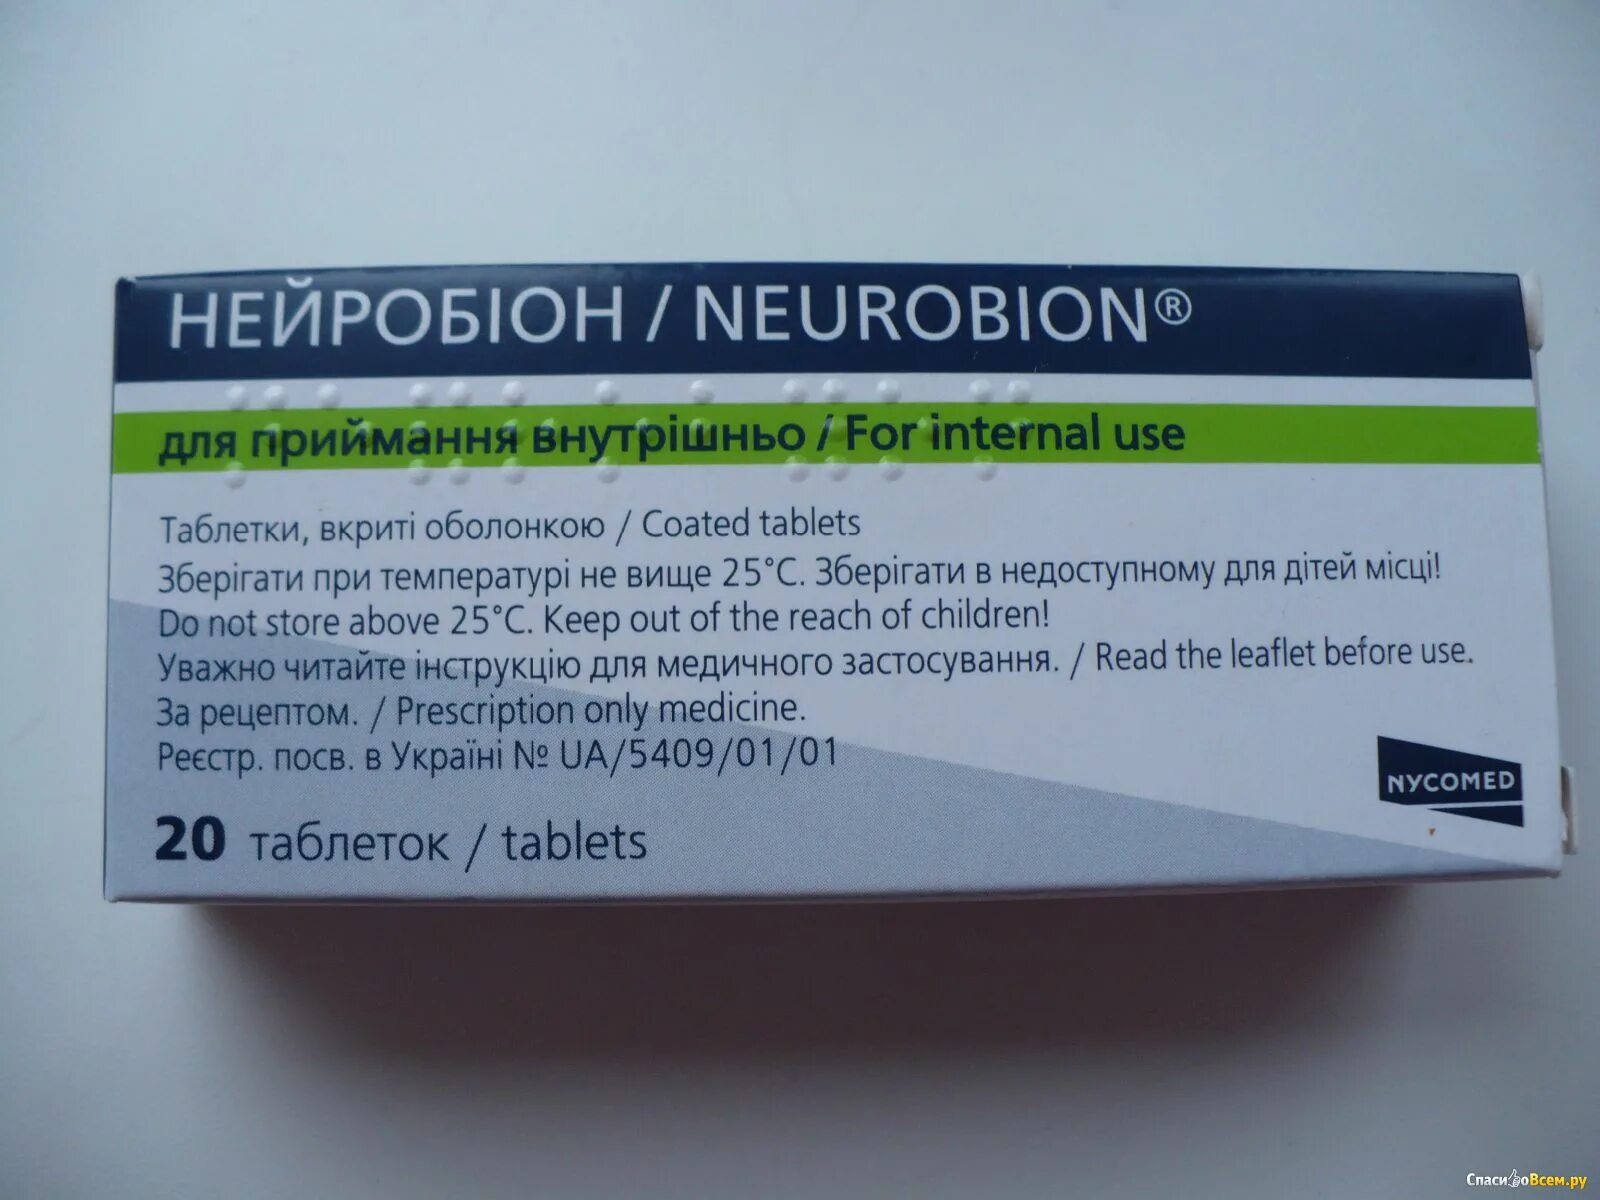 НЕЙРОБІОН / NEUROBION®
для приймання внутрішньо / For internal use
Таблетки, вкриті оболонкою / Coated tablets
Зберігати при температурі не вище 25°C. Зберігати в недоступному для дітей місці!
Do not store above 25°C. Keep out of the reach of children!
Уважно читайте інструкцію для медичного застосування. / Read the leaflet before use.
За рецептом. / Prescription only medicine.
Реєстр. посв. в Україні № UA/5409/01/01
NYCOMED
20 таблеток / tablets
СпасибоВсем.ру